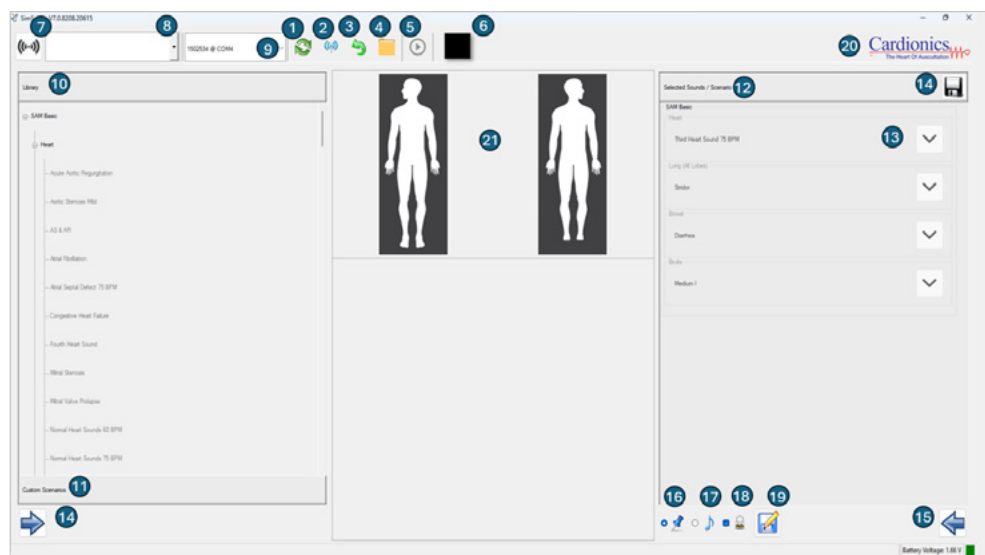 V7.0.8208.20615
7
8
1
2
3
4
5
6
1502534 @ COM4
9
20
Cardionics
The Heart Of Auscultation
Library
10
Selected Sounds / Scenario
12
14
SAM Basic
Heart
Acute Aortic Regurgitation
Aortic Stenosis Mild
AS & AR
Atrial Fibrillation
Atrial Septal Defect 75 BPM
Congestive Heart Failure
Fourth Heart Sound
Mitral Stenosis
Mitral Valve Prolapse
Normal Heart Sounds 60 BPM
Normal Heart Sounds 75 BPM
Custom Scenarios
11
14
21
SAM Basic
Heart
Third Heart Sound 75 BPM
13
Lung (All Lobes)
Stridor
Bowel
Diarrhea
Bruits
Medium I
16
17
18
19
15
Battery Voltage: 1.66 V